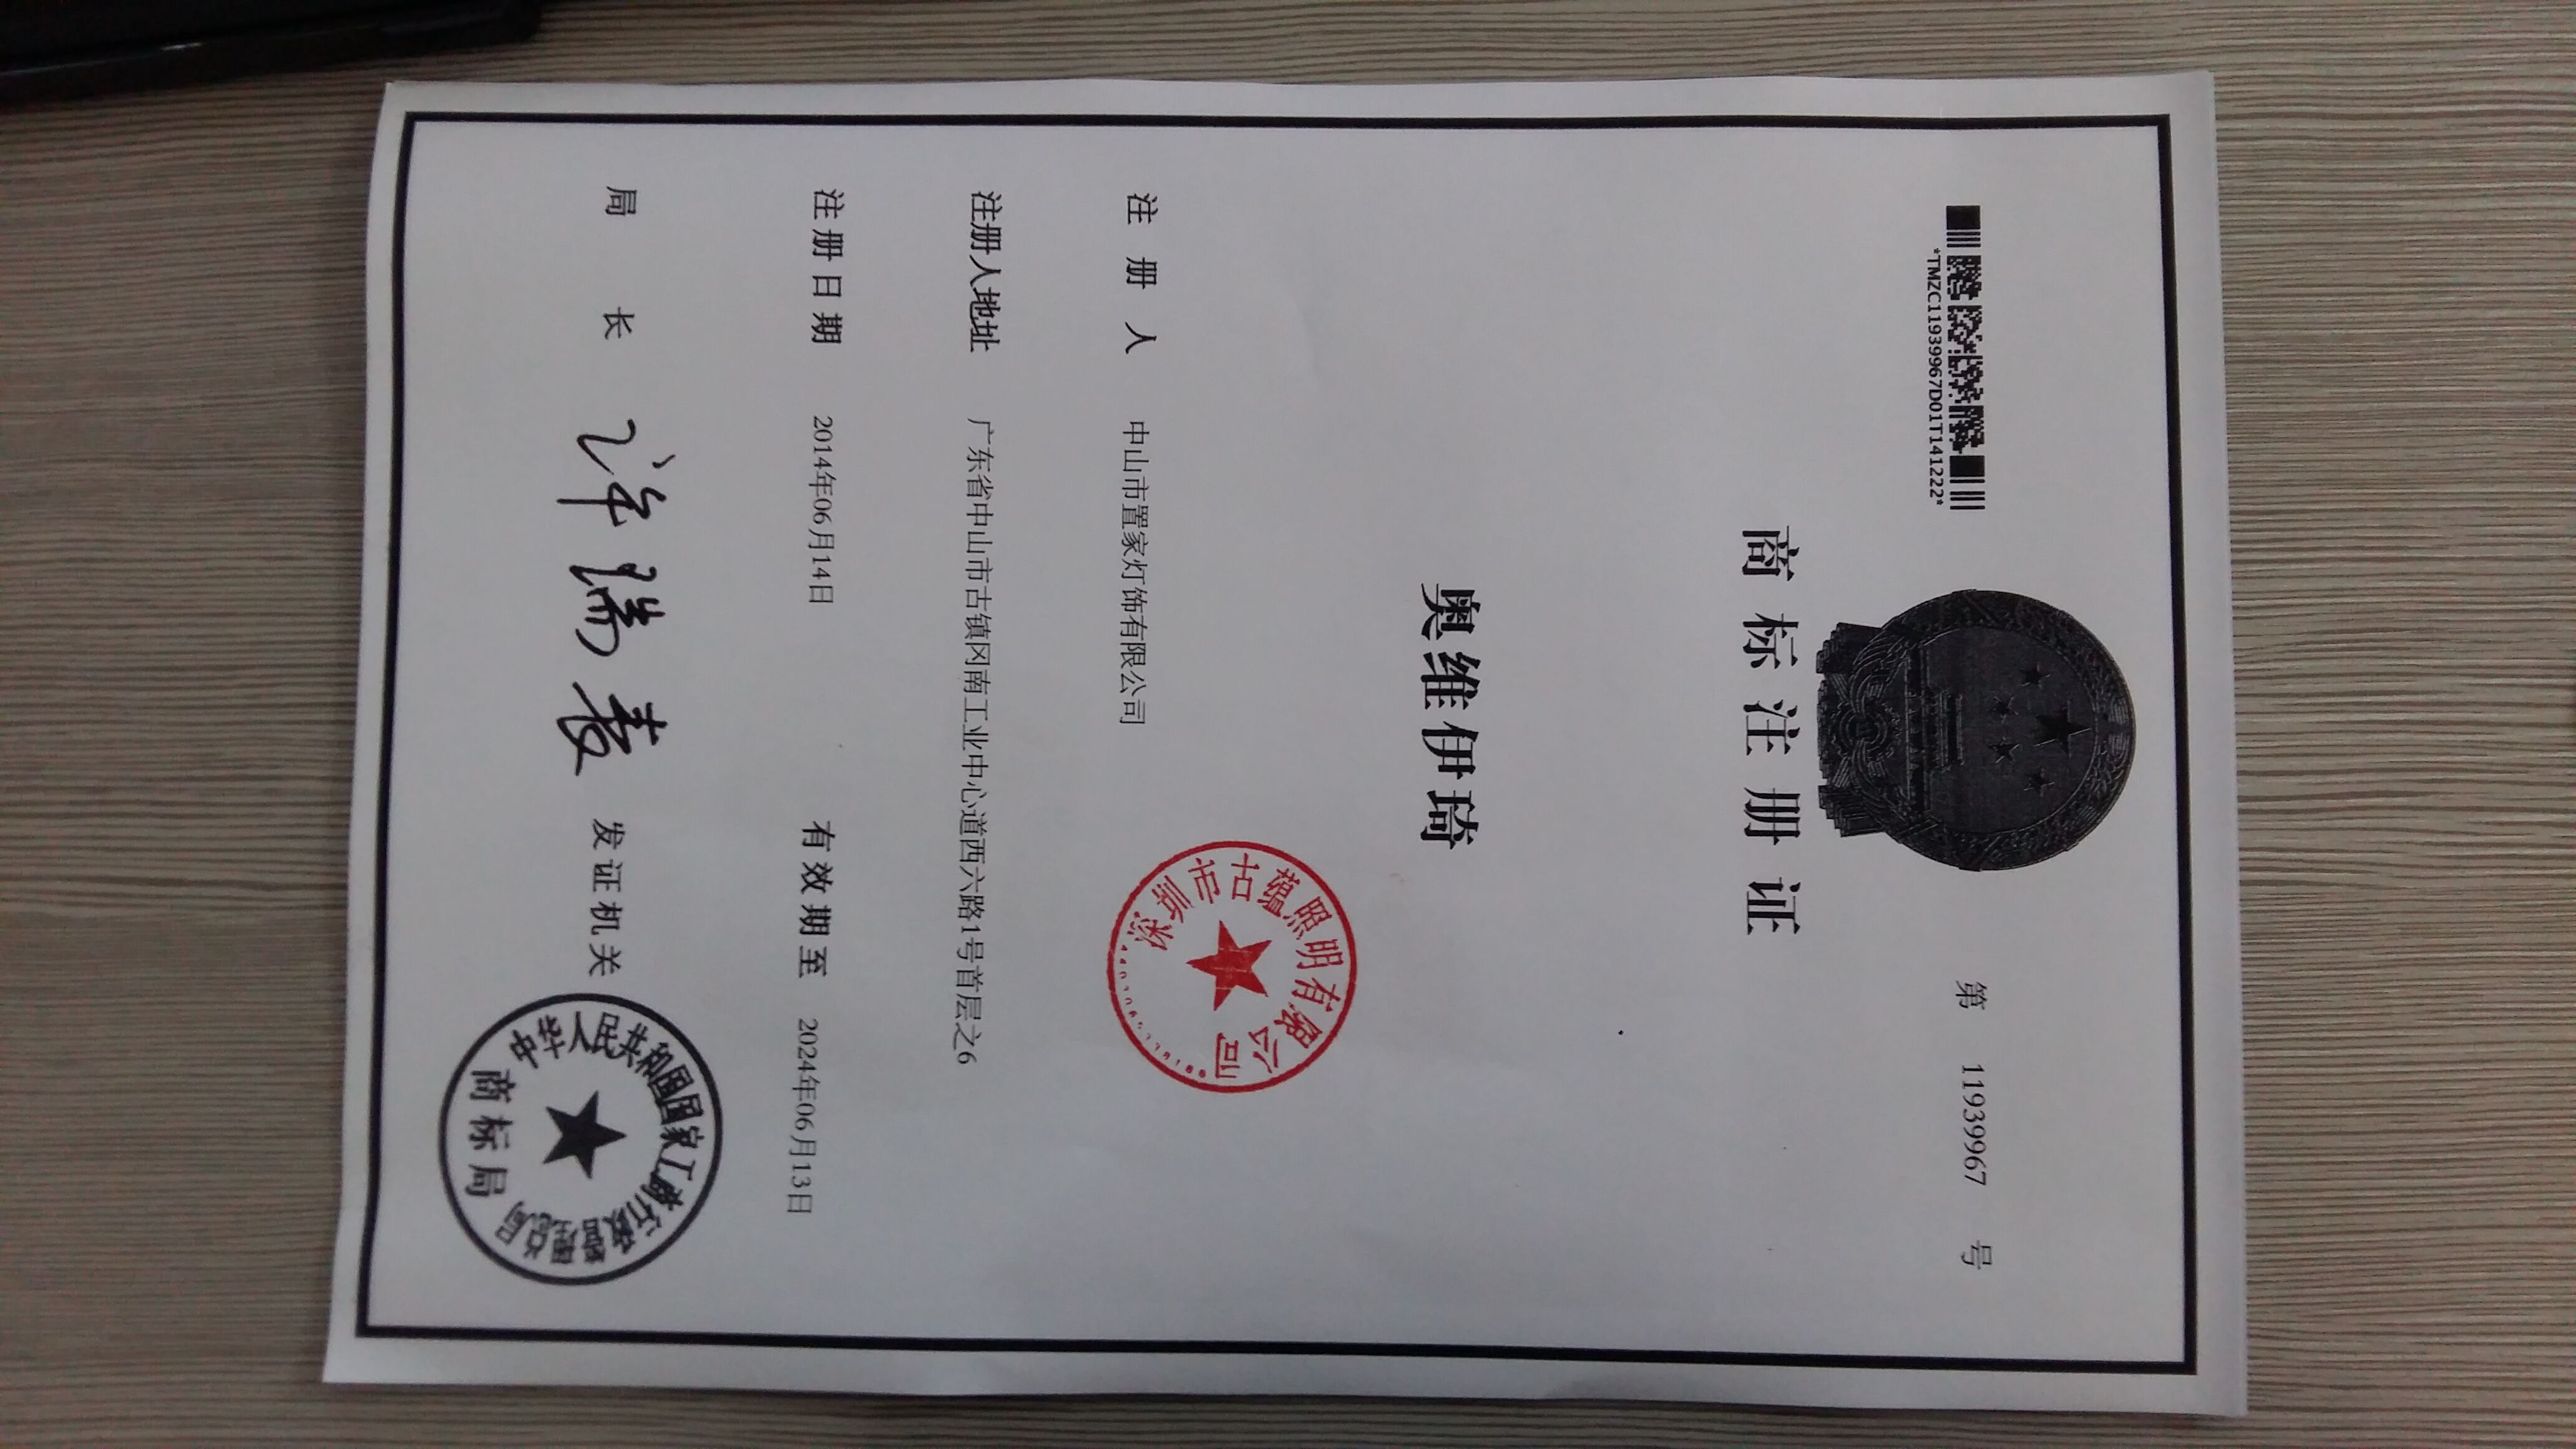 *TMZC11939967D01T141222*
第 11939967 号
商标注册证
奥维伊琦
深圳市古蕴照明有限公司
注册人 中山市置家灯饰有限公司
注册人地址 广东省中山市古镇冈南工业中心道西六路1号首层之6
注册日期 2014年06月14日 有效期至 2024年06月13日
局长 许瑞表 发证机关
中华人民共和国国家工商行政管理总局
商标局